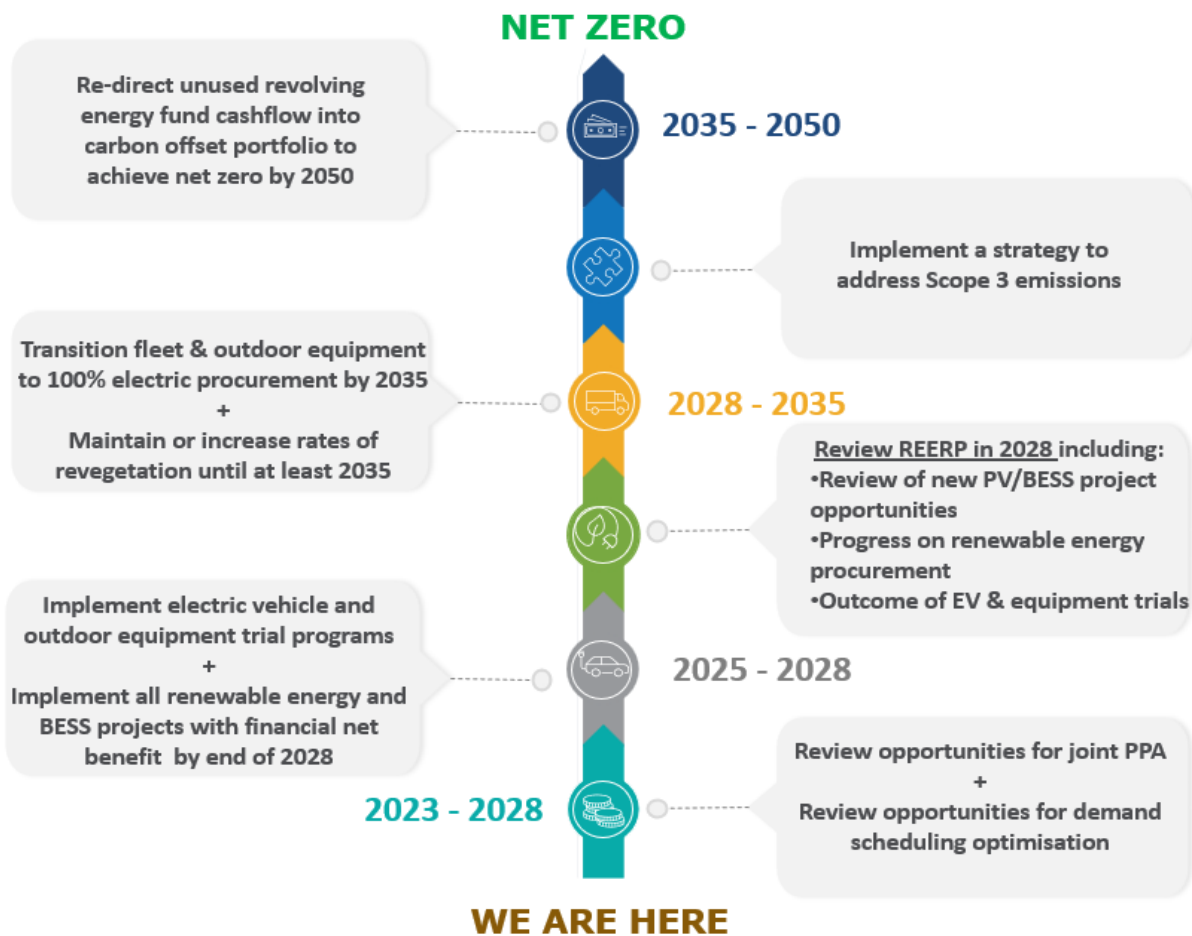 NET ZERO
Re-direct unused revolving
energy fund cashflow into
carbon offset portfolio to
achieve net zero by 2050
2035 - 2050
Implement a strategy to
address Scope 3 emissions
Transition fleet & outdoor equipment
to 100% electric procurement by 2035
+
Maintain or increase rates of
revegetation until at least 2035
2028 - 2035
Review REERP in 2028 including:
•Review of new PV/BESS project
opportunities
•Progress on renewable energy
procurement
•Outcome of EV & equipment trials
Implement electric vehicle and
outdoor equipment trial programs
+
Implement all renewable energy and
BESS projects with financial net
benefit by end of 2028
2025 - 2028
2023 - 2028
Review opportunities for joint PPA
+
Review opportunities for demand
scheduling optimisation
WE ARE HERE